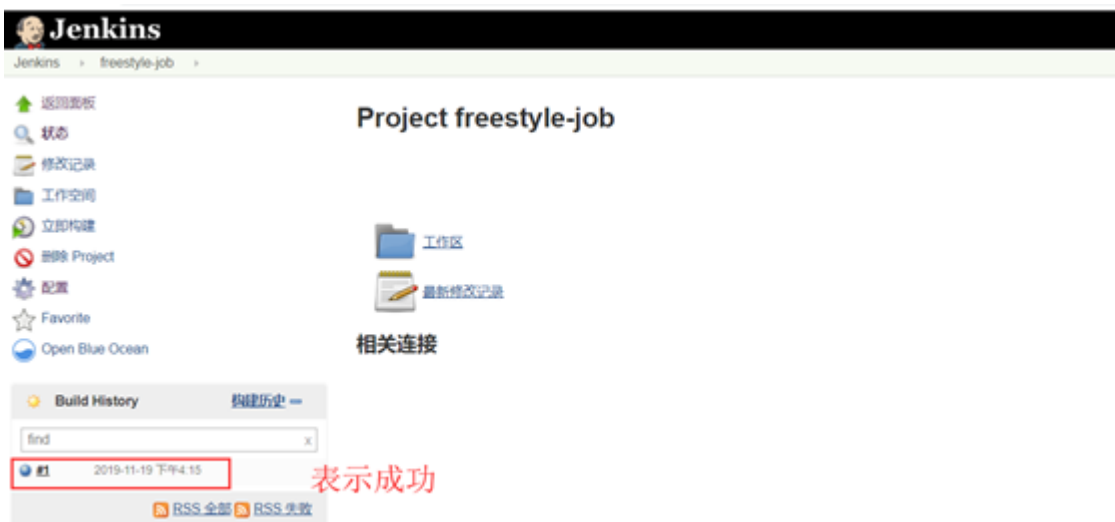 Jenkins
Jenkins › freestyle-job ›
返回面板
状态
修改记录
工作空间
立即构建
删除 Project
配置
Favorite
Open Blue Ocean
Project freestyle-job
工作区
最新修改记录
相关连接
Build History 构建历史
find x
#1 2019-11-19 下午4:15
表示成功
RSS 全部 RSS 失败